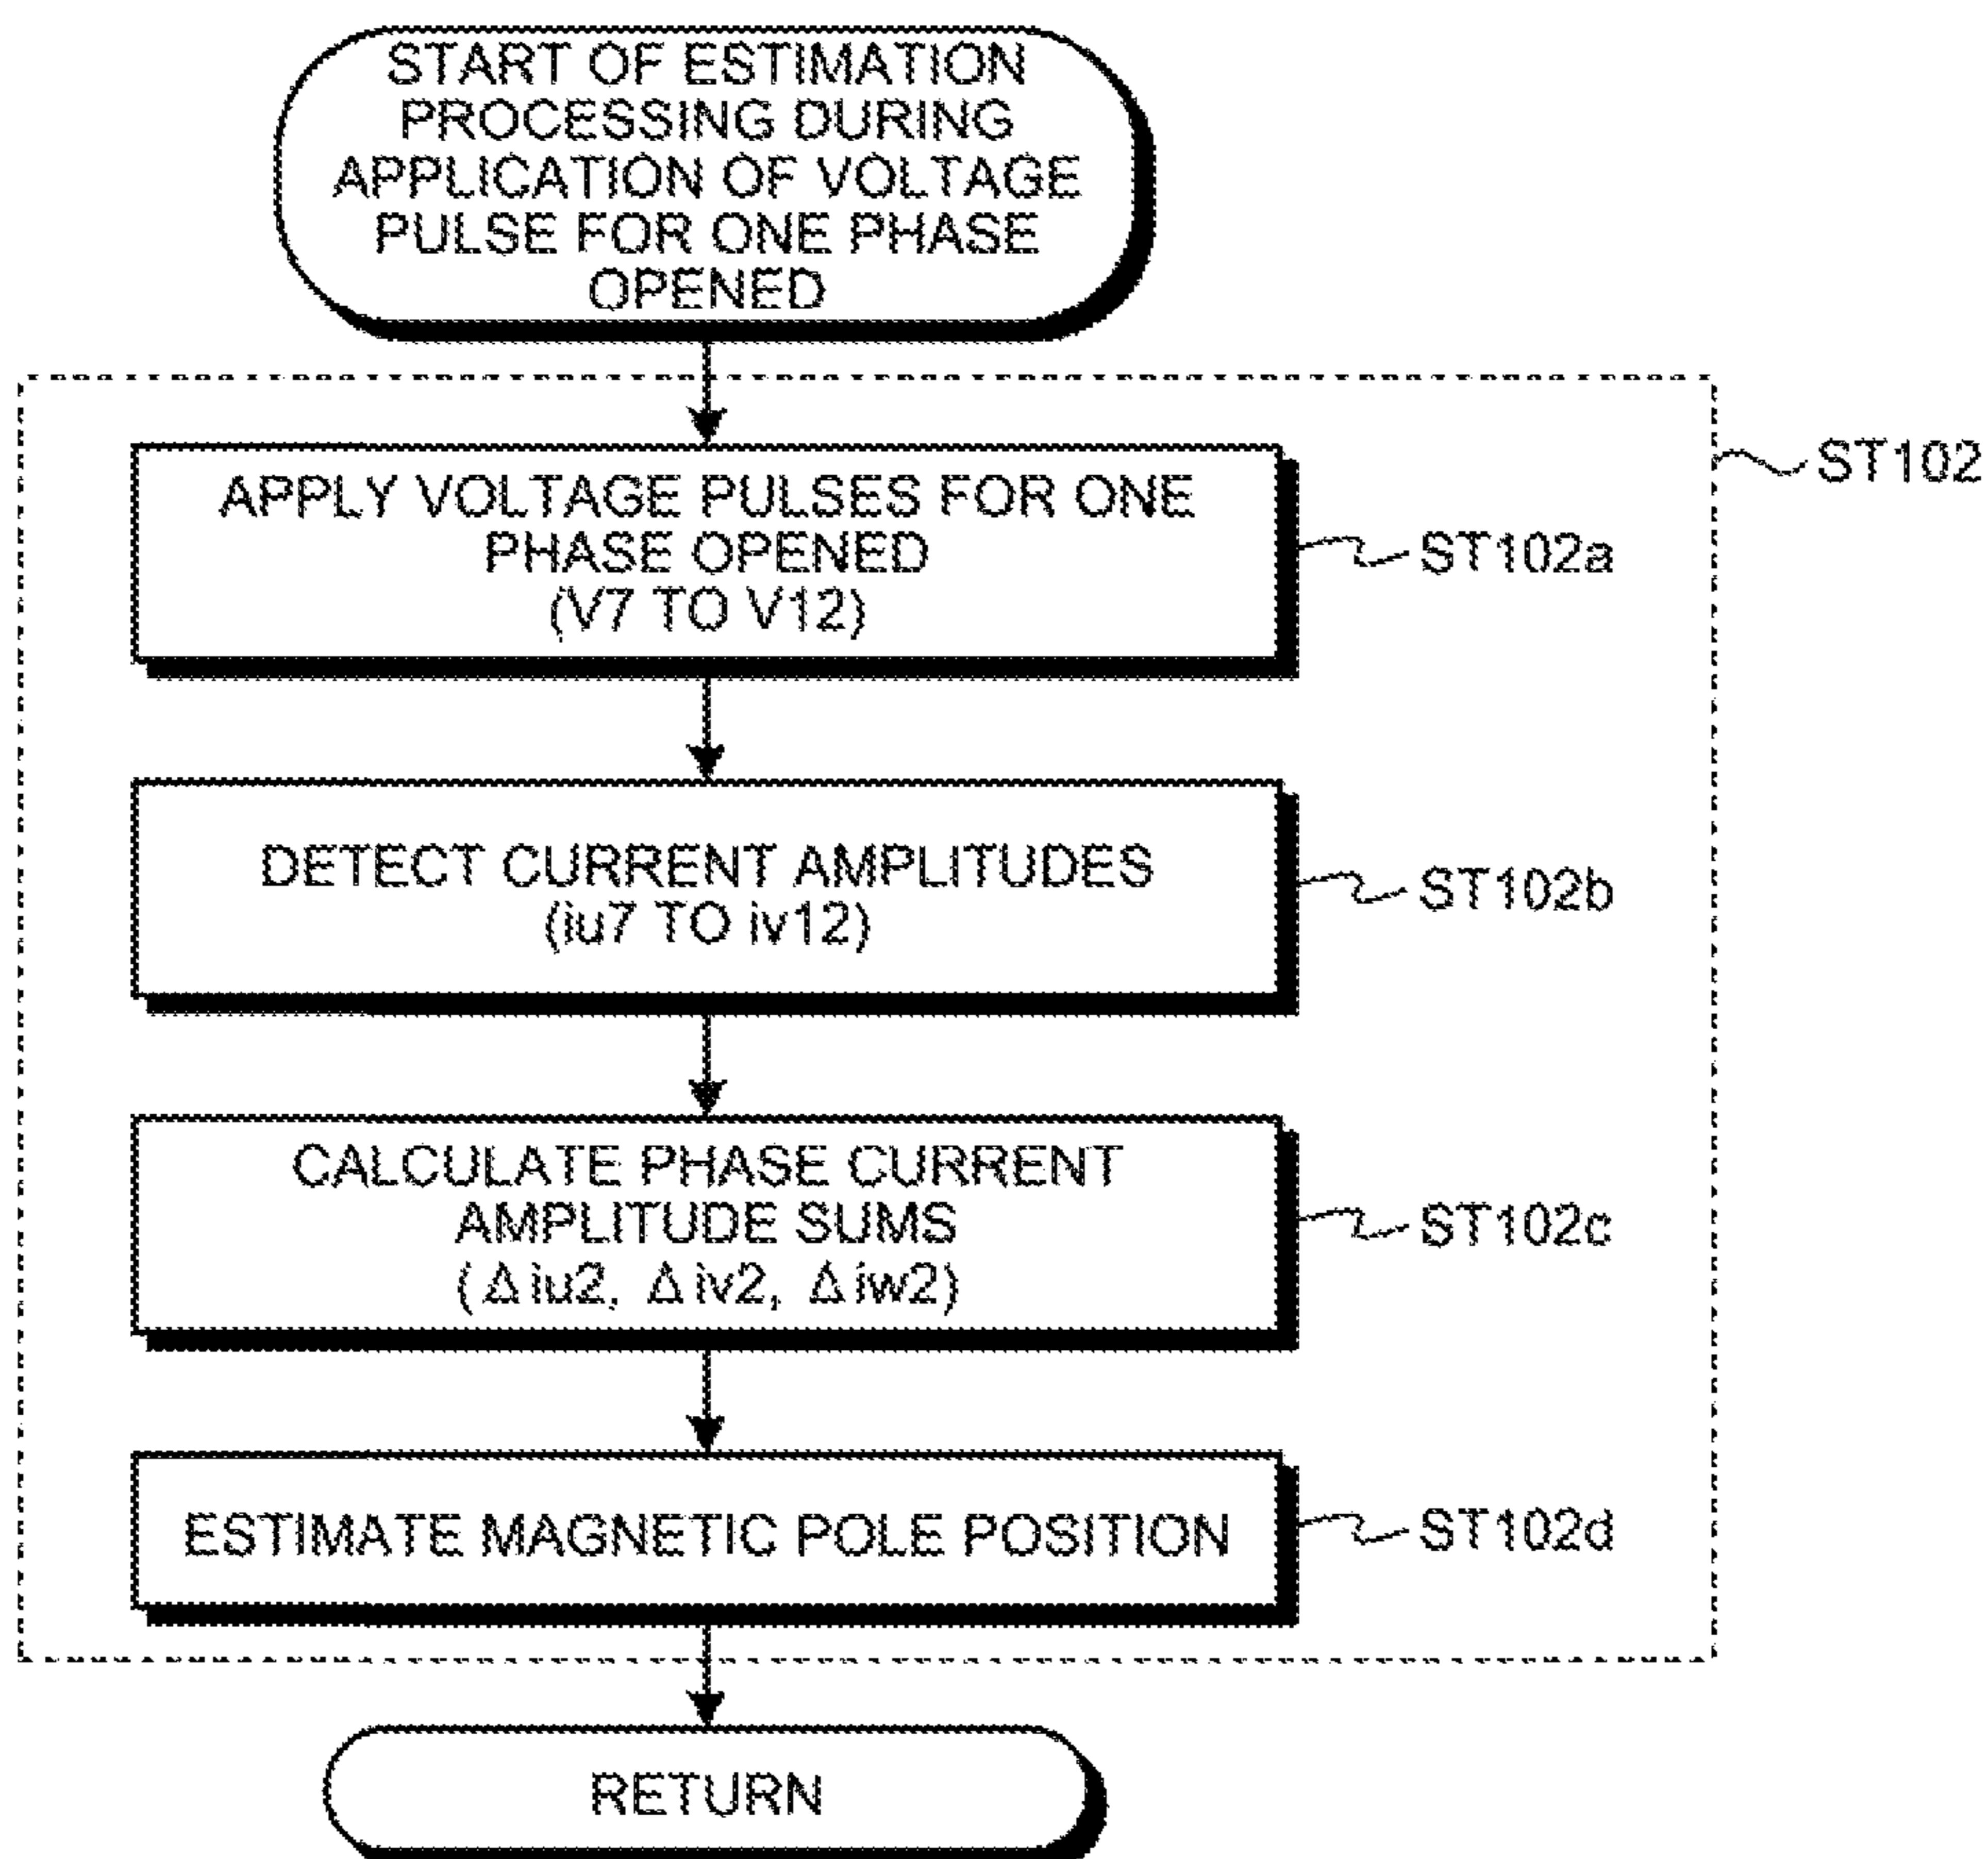 START OF ESTIMATION
PROCESSING DURING
APPLICATION OF VOLTAGE
PULSE FOR ONE PHASE
OPENED
ST102
APPLY VOLTAGE PULSES FOR ONE
PHASE OPENED
(V7 TO V12)
ST102a
DETECT CURRENT AMPLITUDES
(iu7 TO iv12)
ST102b
CALCULATE PHASE CURRENT
AMPLITUDE SUMS
(Δiu2, Δiv2, Δiw2)
ST102c
ESTIMATE MAGNETIC POLE POSITION
ST102d
RETURN